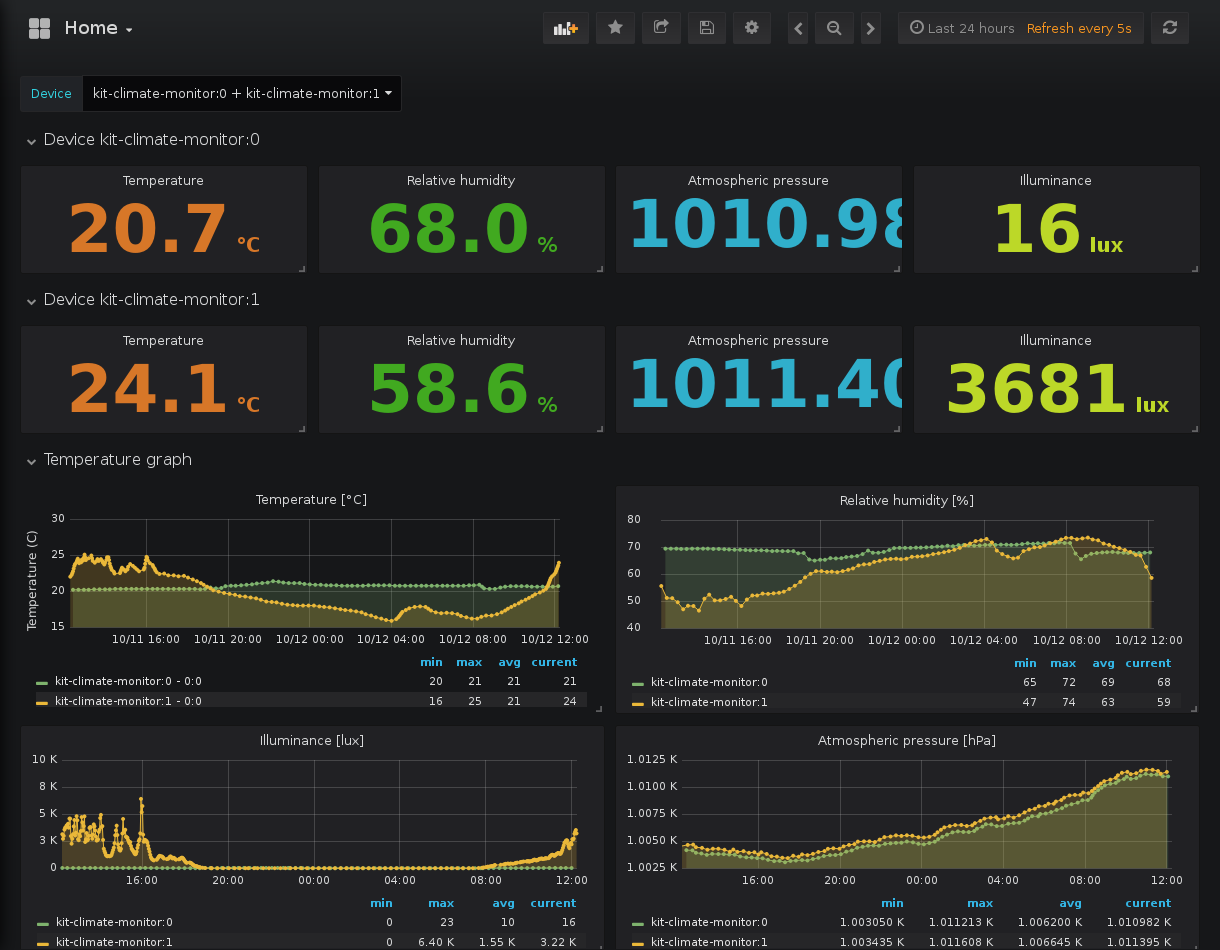 Home
Last 24 hours Refresh every 5s
Device kit-climate-monitor:0 + kit-climate-monitor:1
Device kit-climate-monitor:0
Temperature Relative humidity Atmospheric pressure Illuminance
20.7 °C 68.0 % 1010.98 16 lux
Device kit-climate-monitor:1
Temperature Relative humidity Atmospheric pressure Illuminance
24.1 °C 58.6 % 1011.40 3681 lux
Temperature graph
Temperature [°C]
Temperature (C)
30
25
20
15
10/11 16:00 10/11 20:00 10/12 00:00 10/12 04:00 10/12 08:00 10/12 12:00
min max avg current
kit-climate-monitor:0 - 0:0 20 21 21 21
kit-climate-monitor:1 - 0:0 16 25 21 24
Relative humidity [%]
80
70
60
50
40
10/11 16:00 10/11 20:00 10/12 00:00 10/12 04:00 10/12 08:00 10/12 12:00
min max avg current
kit-climate-monitor:0 65 72 69 68
kit-climate-monitor:1 47 74 63 59
Illuminance [lux]
10 K
8 K
5 K
3 K
0
16:00 20:00 00:00 04:00 08:00 12:00
min max avg current
kit-climate-monitor:0 0 23 10 16
kit-climate-monitor:1 0 6.40 K 1.55 K 3.22 K
Atmospheric pressure [hPa]
1.0125 K
1.0100 K
1.0075 K
1.0050 K
1.0025 K
16:00 20:00 00:00 04:00 08:00 12:00
min max avg current
kit-climate-monitor:0 1.003050 K 1.011213 K 1.006200 K 1.010982 K
kit-climate-monitor:1 1.003435 K 1.011608 K 1.006645 K 1.011395 K